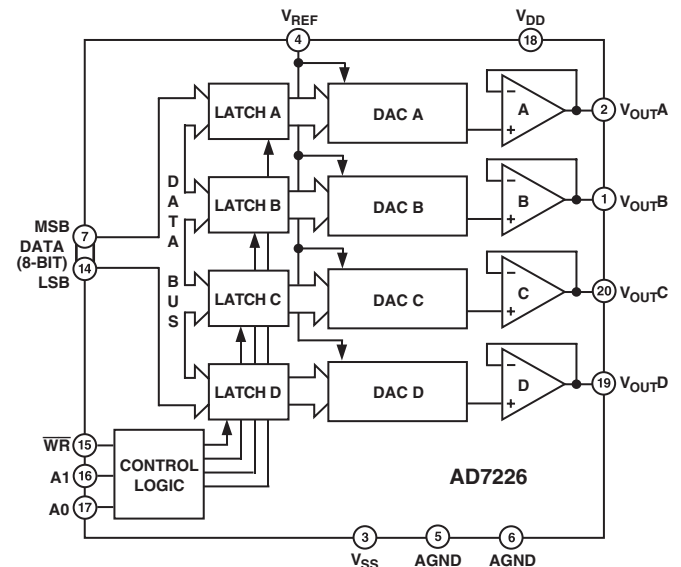 VREF
VDD
4
18
LATCH A
DAC A
A
−
+
2
VOUTA
LATCH B
DAC B
B
−
+
1
VOUTB
DATA BUS
MSB
7
DATA
(8-BIT)
14
LSB
LATCH C
DAC C
C
−
+
20
VOUTC
LATCH D
DAC D
D
−
+
19
VOUTD
WR
15
A1
16
A0
17
CONTROL
LOGIC
AD7226
3
5
6
VSS
AGND
AGND